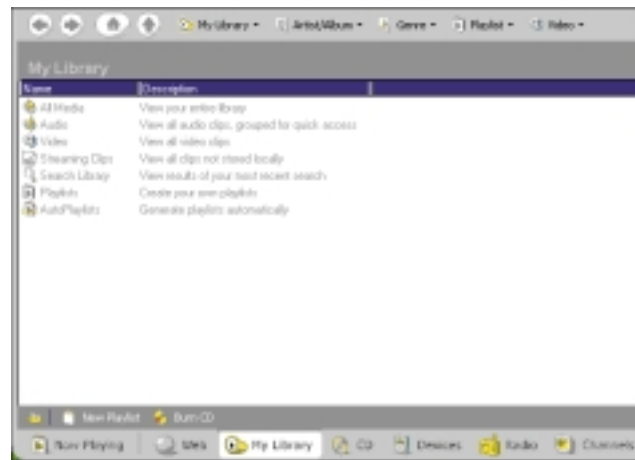 My Library Artist/Album Genre Playlist Video
My Library
Name Description
All Media View your entire library
Audio View all audio clips, grouped for quick access
Video View all video clips
Streaming Clips View all clips not stored locally
Search Library View results of your most recent search
Playlists Create your own playlists
AutoPlaylists Generate playlists automatically
New Playlist Burn CD
Now Playing Web My Library CD Devices Radio Channels